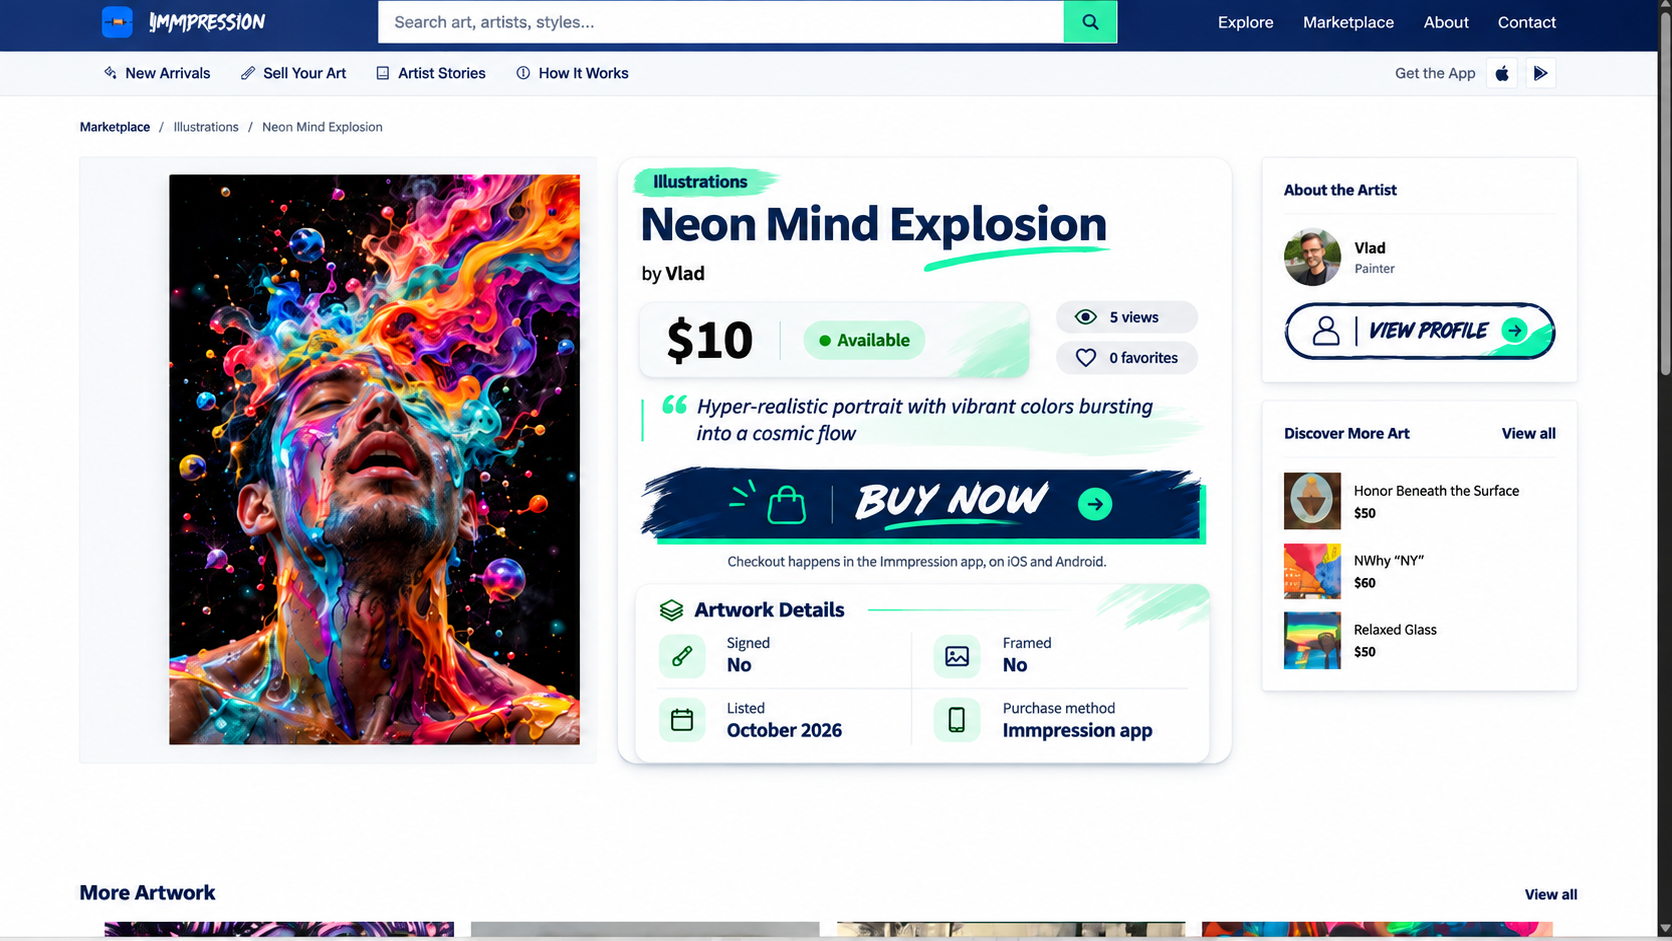 IMMPRESSION
Search art, artists, styles...
Explore
Marketplace
About
Contact
New Arrivals
Sell Your Art
Artist Stories
How It Works
Get the App
Marketplace / Illustrations / Neon Mind Explosion
Illustrations
Neon Mind Explosion
by Vlad
$10
Available
5 views
0 favorites
“ Hyper-realistic portrait with vibrant colors bursting
into a cosmic flow
BUY NOW
Checkout happens in the Immpression app, on iOS and Android.
Artwork Details
Signed
No
Framed
No
Listed
October 2026
Purchase method
Immpression app
About the Artist
Vlad
Painter
VIEW PROFILE
Discover More Art
View all
Honor Beneath the Surface
$50
NWhy “NY”
$60
Relaxed Glass
$50
More Artwork
View all